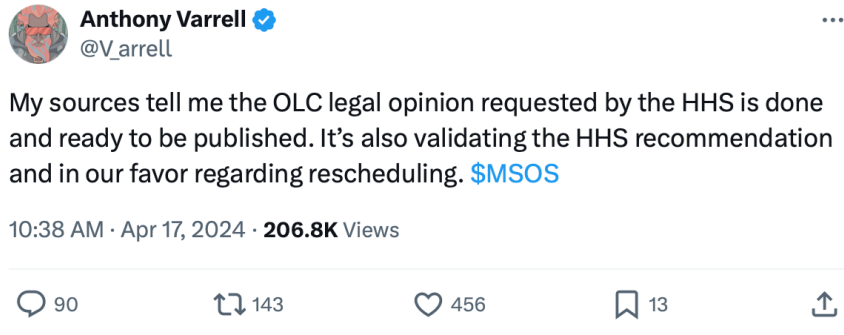 Anthony Varrell
@V_arrell
My sources tell me the OLC legal opinion requested by the HHS is done
and ready to be published. It’s also validating the HHS recommendation
and in our favor regarding rescheduling. $MSOS
10:38 AM · Apr 17, 2024 · 206.8K Views
90 143 456 13